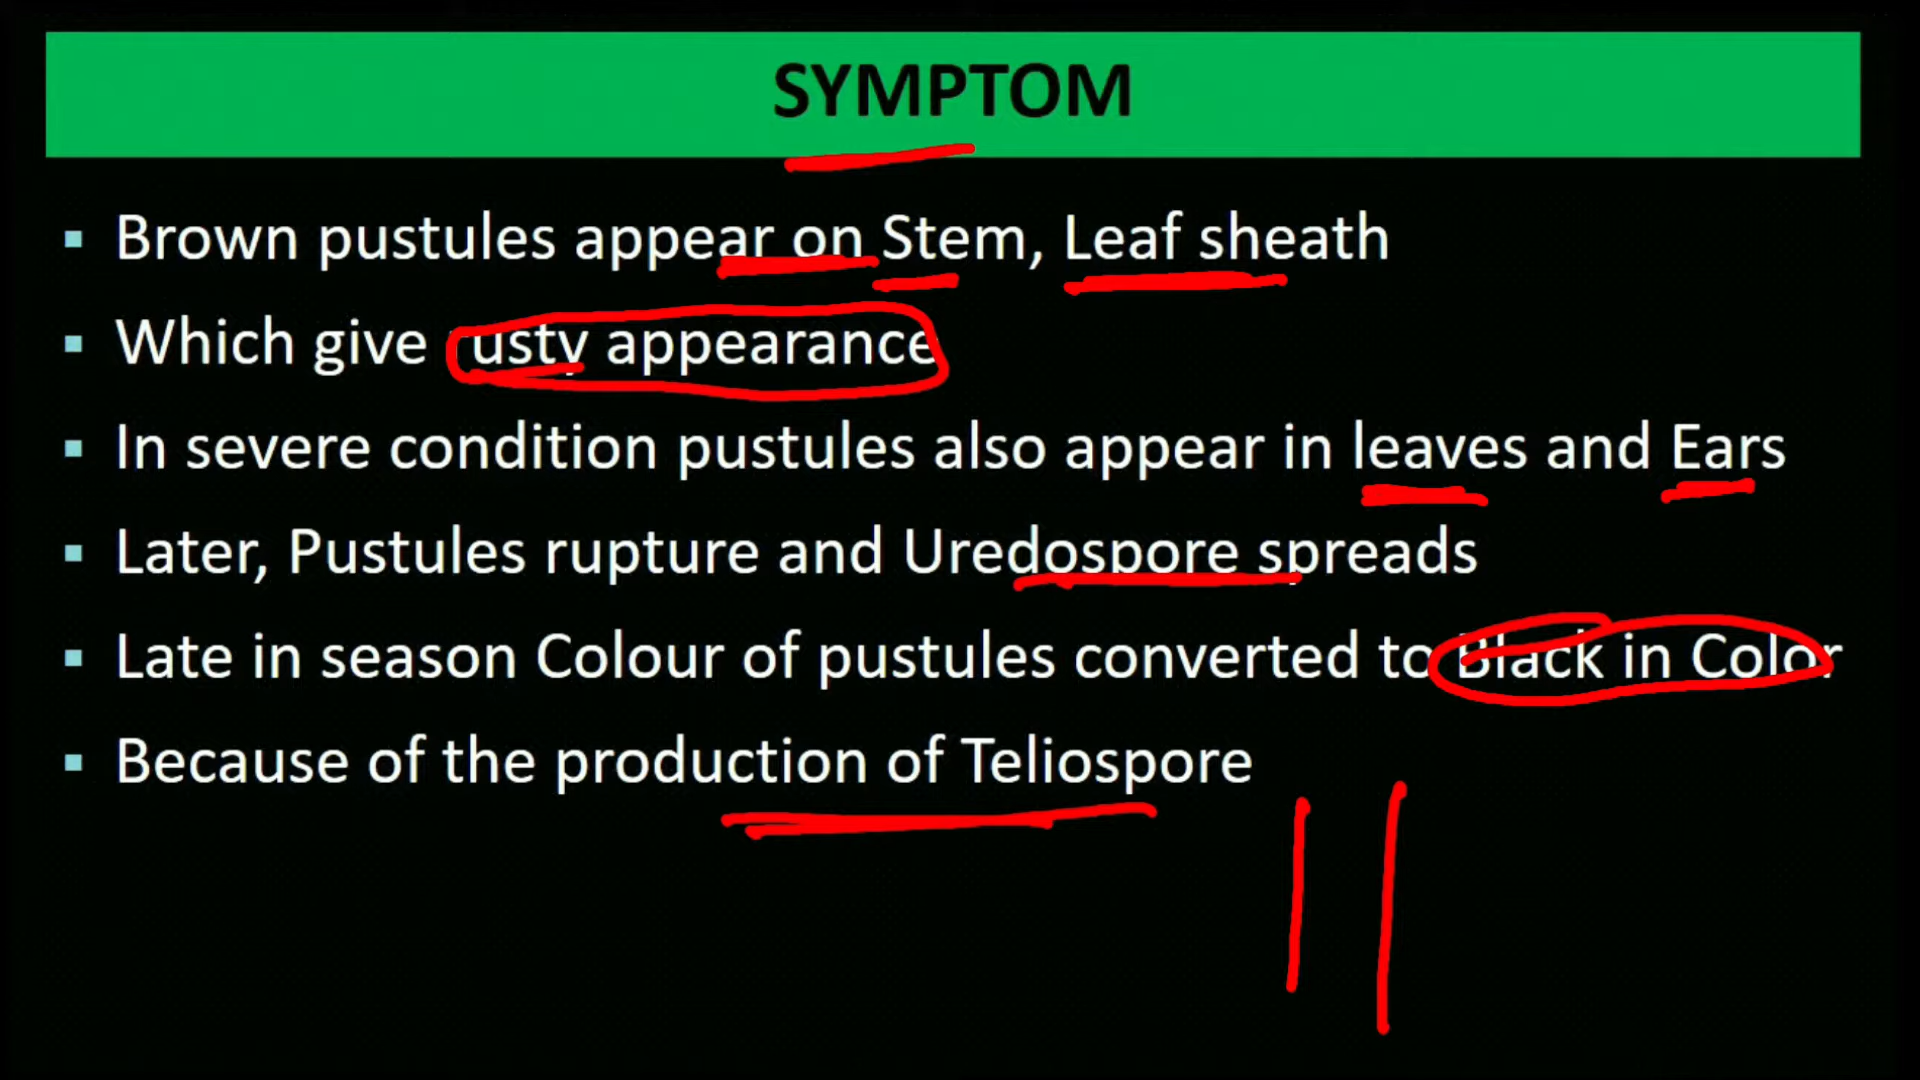 SYMPTOM
Brown pustules appear on Stem, Leaf sheath
Which give rusty appearance
In severe condition pustules also appear in leaves and Ears
Later, Pustules rupture and Uredospore spreads
Late in season Colour of pustules converted to Black in Color
Because of the production of Teliospore